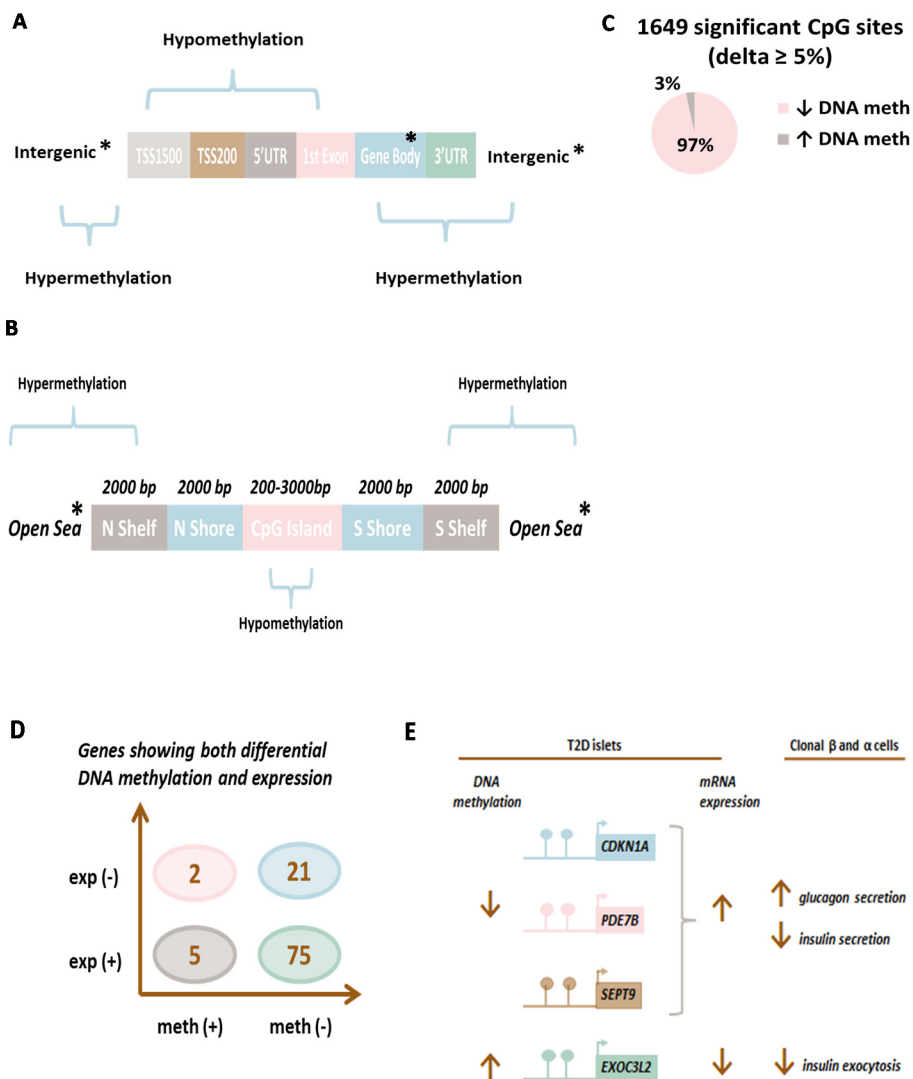 A
Hypomethylation
Intergenic *
TSS1500 TSS200 5'UTR 1st Exon Gene Body * 3'UTR
Intergenic *
Hypermethylation
Hypermethylation
B
Hypermethylation
Hypermethylation
2000 bp 2000 bp 200-3000bp 2000 bp 2000 bp
Open Sea *
N Shelf N Shore CpG Island S Shore S Shelf
Open Sea *
Hypomethylation
C
1649 significant CpG sites
(delta ≥ 5%)
3%
97%
↓ DNA meth
↑ DNA meth
D
Genes showing both differential
DNA methylation and expression
exp (-)
2 21
exp (+)
5 75
meth (+) meth (-)
E
T2D islets
Clonal β and α cells
DNA
methylation
mRNA
expression
CDKN1A
↓
PDE7B
↑
↑ glucagon secretion
↓ insulin secretion
SEPT9
↑
EXOC3L2
↓
↓ insulin exocytosis